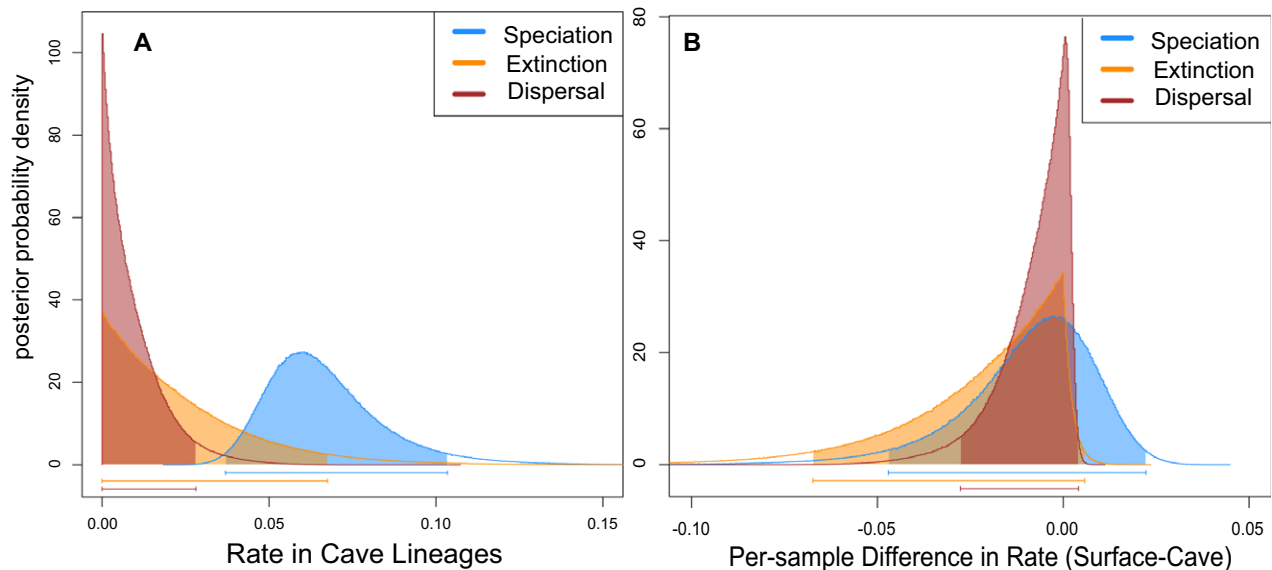 A
Speciation
Extinction
Dispersal
posterior probability density
0
20
40
60
80
100
0.00
0.05
0.10
0.15
Rate in Cave Lineages
B
Speciation
Extinction
Dispersal
0
20
40
60
80
-0.10
-0.05
0.00
0.05
Per-sample Difference in Rate (Surface-Cave)